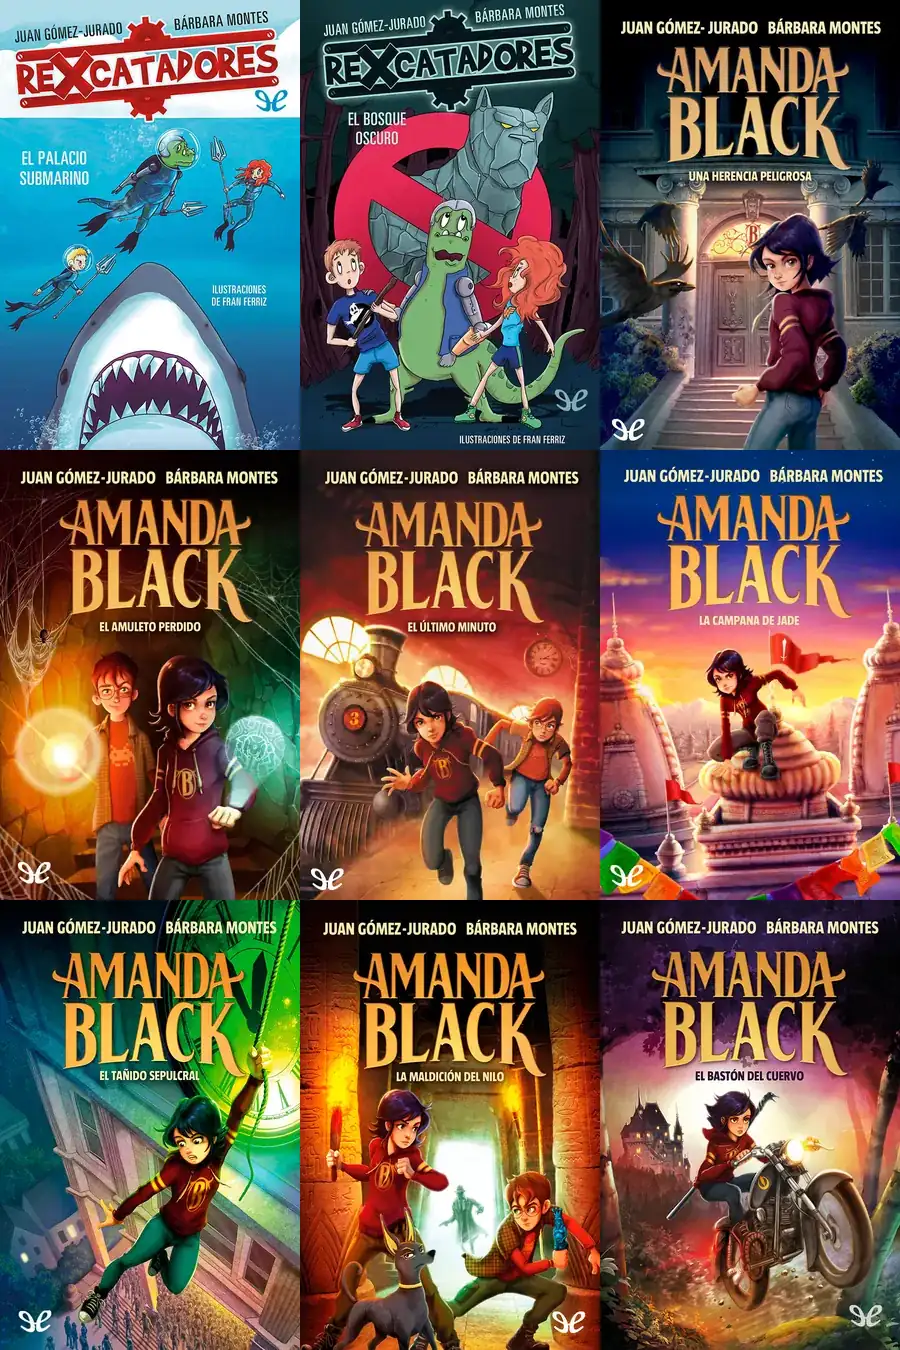 JUAN GÓMEZ-JURADO BÁRBARA MONTES
REXCATADORES
EL PALACIO
SUBMARINO
ILUSTRACIONES
DE FRAN FERRIZ
JUAN GÓMEZ-JURADO BÁRBARA MONTES
REXCATADORES
EL BOSQUE
OSCURO
ILUSTRACIONES DE FRAN FERRIZ
JUAN GÓMEZ-JURADO BÁRBARA MONTES
AMANDA
BLACK
UNA HERENCIA PELIGROSA
B
JUAN GÓMEZ-JURADO BÁRBARA MONTES
AMANDA
BLACK
EL AMULETO PERDIDO
B
JUAN GÓMEZ-JURADO BÁRBARA MONTES
AMANDA
BLACK
EL ÚLTIMO MINUTO
3
B
JUAN GÓMEZ-JURADO BÁRBARA MONTES
AMANDA
BLACK
LA CAMPANA DE JADE
JUAN GÓMEZ-JURADO BÁRBARA MONTES
AMANDA
BLACK
EL TAÑIDO SEPULCRAL
B
JUAN GÓMEZ-JURADO BÁRBARA MONTES
AMANDA
BLACK
LA MALDICIÓN DEL NILO
B
JUAN GÓMEZ-JURADO BÁRBARA MONTES
AMANDA
BLACK
EL BASTÓN DEL CUERVO